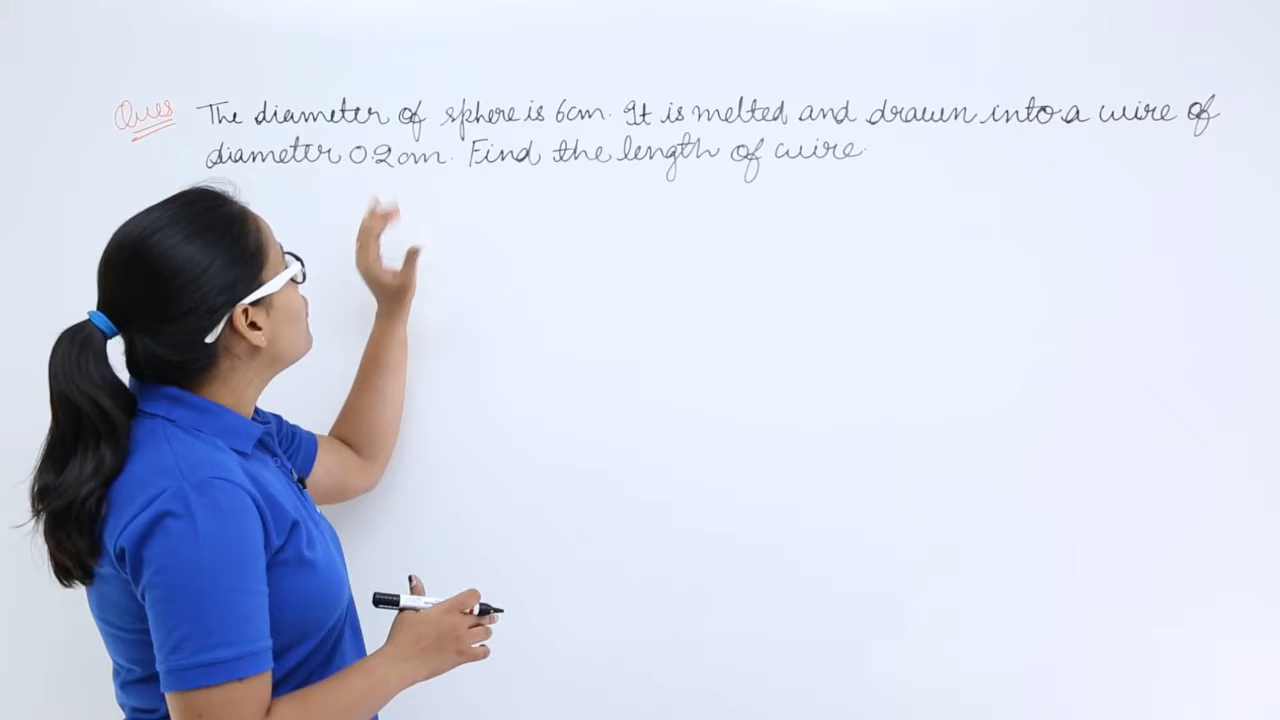 Ques The diameter of sphere is 6cm. It is melted and drawn into a wire of
diameter 0.2cm. Find the length of wire.